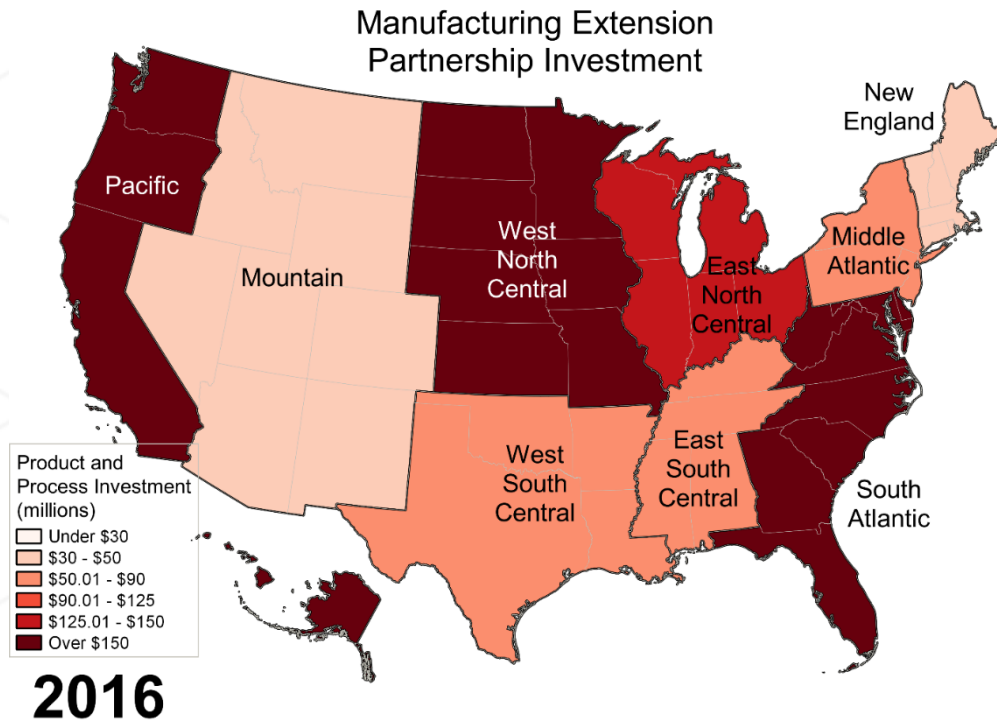 Manufacturing Extension
Partnership Investment
New
England
Pacific
West
North
Central
Middle
Atlantic
East
North
Central
Mountain
West
South
Central
East
South
Central
South
Atlantic
Product and
Process Investment
(millions)
Under $30
$30 - $50
$50.01 - $90
$90.01 - $125
$125.01 - $150
Over $150
2016